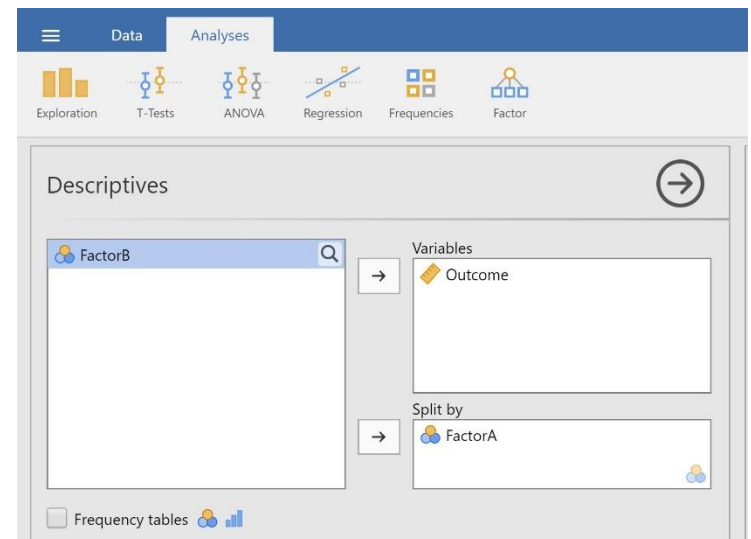 Data Analyses
Exploration T-Tests ANOVA Regression Frequencies Factor
Descriptives
FactorB
Variables
Outcome
Split by
FactorA
Frequency tables